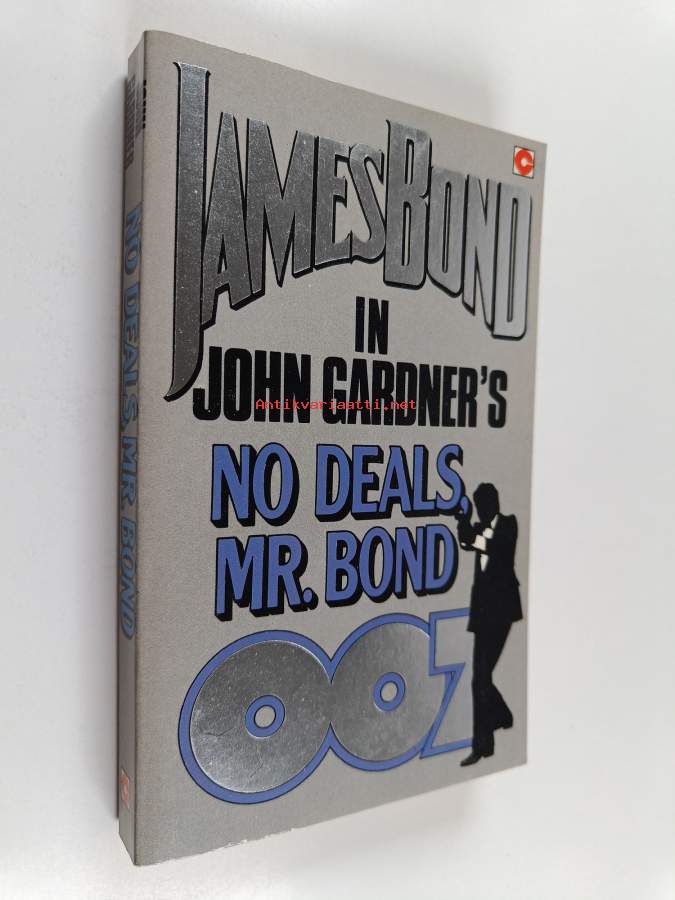 JAMES BOND
IN
JOHN GARDNER'S
Antikvariaatti.net
NO DEALS,
MR. BOND
007
NO DEALS, MR. BOND